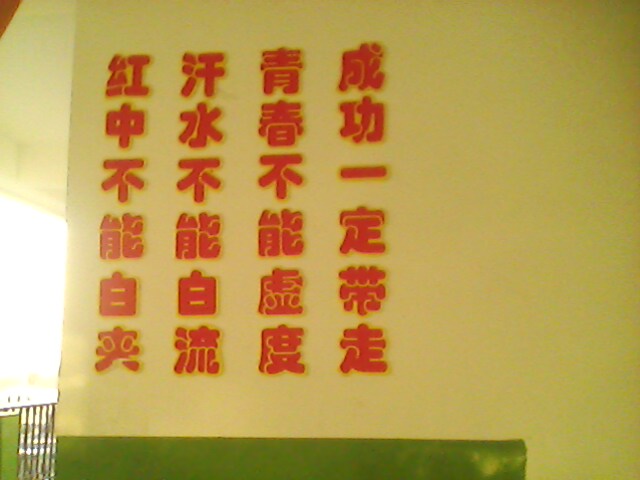 红中不能白夹
汗水不能白流
青春不能虚度
成功一定带走